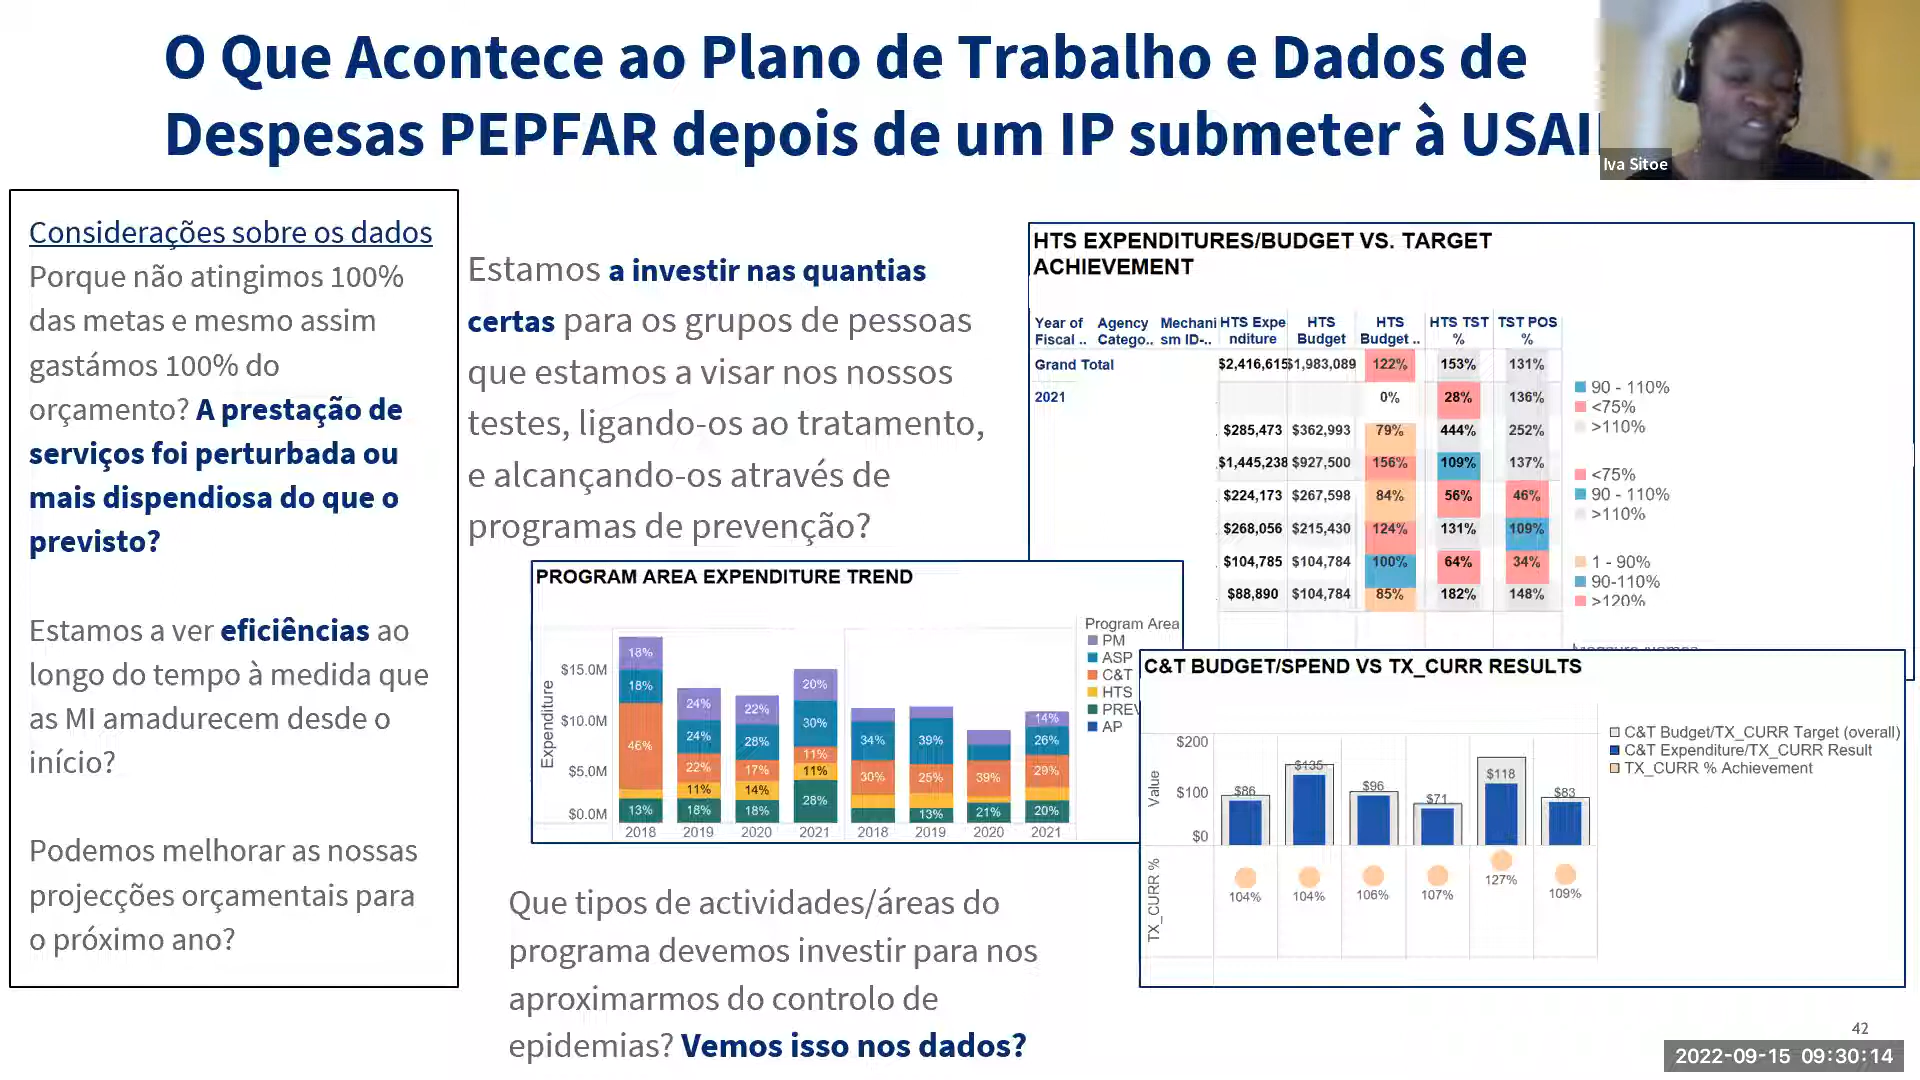 O Que Acontece ao Plano de Trabalho e Dados de
Despesas PEPFAR depois de um IP submeter à USAI
Iva Sitoe
Considerações sobre os dados
Porque não atingimos 100%
das metas e mesmo assim
gastámos 100% do
orçamento? A prestação de
serviços foi perturbada ou
mais dispendiosa do que o
previsto?
Estamos a ver eficiências ao
longo do tempo à medida que
as MI amadurecem desde o
início?
Podemos melhorar as nossas
projecções orçamentais para
o próximo ano?
Estamos a investir nas quantias
certas para os grupos de pessoas
que estamos a visar nos nossos
testes, ligando-os ao tratamento,
e alcançando-os através de
programas de prevenção?
HTS EXPENDITURES/BUDGET VS. TARGET
ACHIEVEMENT
Year of Agency Mechani HTS Expe HTS HTS HTS TST TST POS
Fiscal .. Catego.. sm ID-.. nditure Budget Budget .. % %
Grand Total $2,416,615 $1,983,089 122% 153% 131%
2021 0% 28% 136%
$285,473 $362,993 79% 444% 252%
$1,445,238 $927,500 156% 109% 137%
$224,173 $267,598 84% 56% 46%
$268,056 $215,430 124% 131% 109%
$104,785 $104,784 100% 64% 34%
$88,890 $104,784 85% 182% 148%
90 - 110%
<75%
>110%
<75%
90 - 110%
>110%
1 - 90%
90-110%
>120%
PROGRAM AREA EXPENDITURE TREND
Expenditure
$15.0M
$10.0M
$5.0M
$0.0M
18% 18% 46% 13%
24% 24% 22% 11% 18%
22% 28% 17% 14% 18%
20% 30% 11% 11% 28%
34% 30%
39% 25% 13%
39% 21%
14% 26% 29% 20%
2018 2019 2020 2021 2018 2019 2020 2021
Program Area
PM
ASP
C&T
HTS
PREV
AP
C&T BUDGET/SPEND VS TX_CURR RESULTS
Value
$200
$100
$0
$86 $135 $96 $71 $118 $83
TX_CURR %
104% 104% 106% 107% 127% 109%
C&T Budget/TX_CURR Target (overall)
C&T Expenditure/TX_CURR Result
TX_CURR % Achievement
Que tipos de actividades/áreas do
programa devemos investir para nos
aproximarmos do controlo de
epidemias? Vemos isso nos dados?
42
2022-09-15 09:30:14